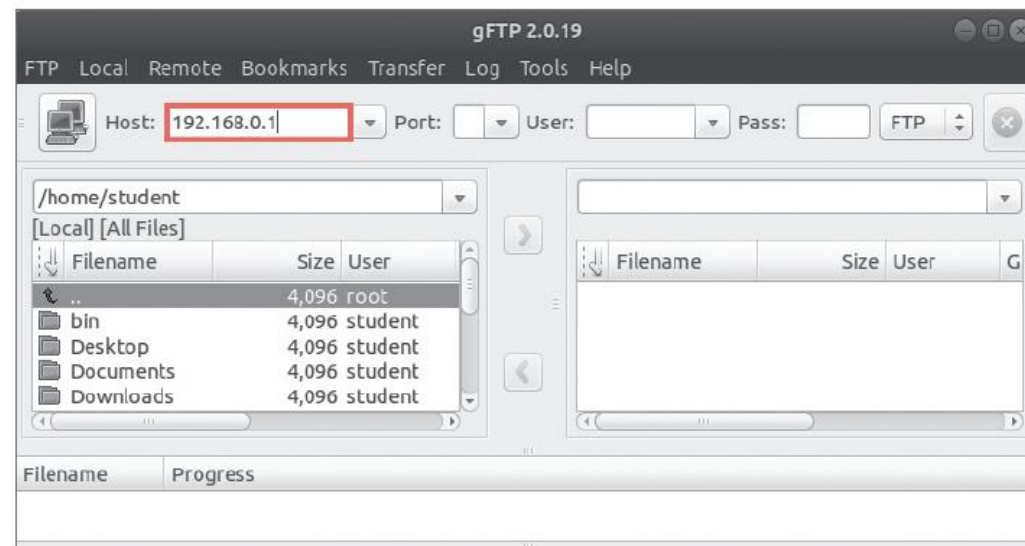 gFTP 2.0.19
FTP Local Remote Bookmarks Transfer Log Tools Help
Host: 192.168.0.1 Port: User: Pass: FTP
/home/student
[Local] [All Files]
Filename Size User
.. 4,096 root
bin 4,096 student
Desktop 4,096 student
Documents 4,096 student
Downloads 4,096 student
Filename Size User G
Filename Progress